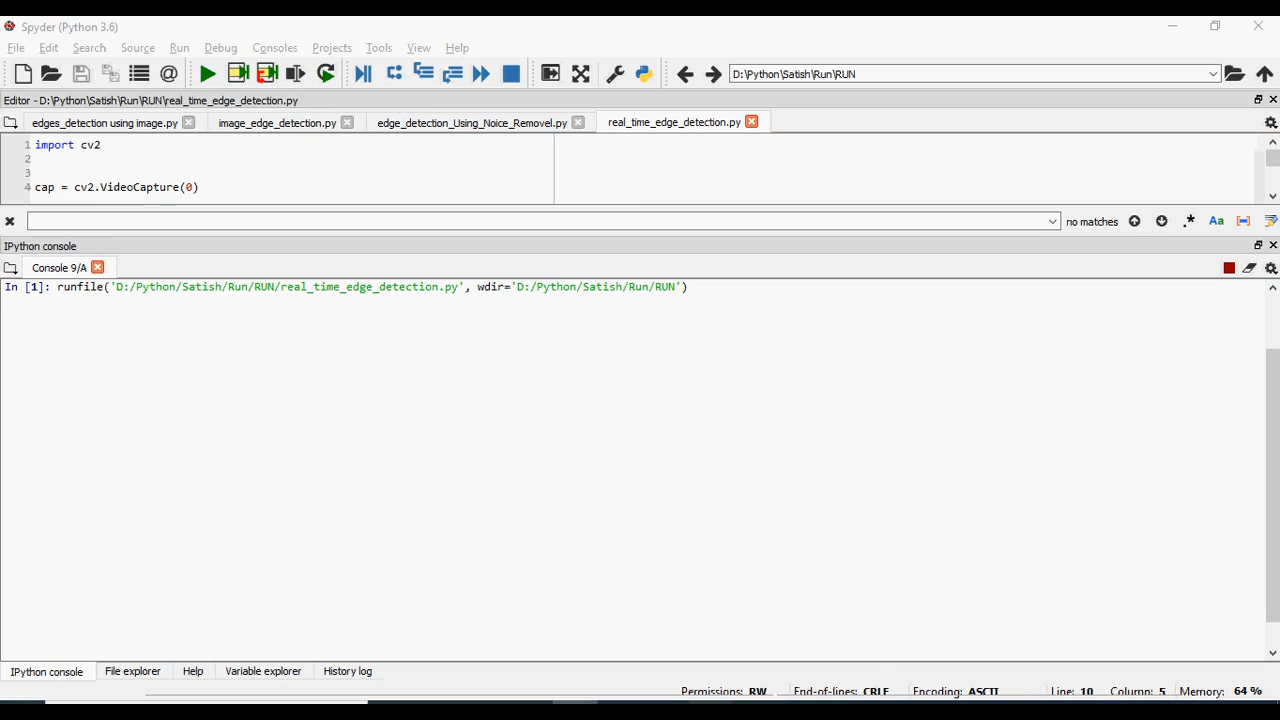 Spyder (Python 3.6)
File Edit Search Source Run Debug Consoles Projects Tools View Help
D:\Python\Satish\Run\RUN
Editor - D:\Python\Satish\Run\RUN\real_time_edge_detection.py
edges_detection using image.py image_edge_detection.py edge_detection_Using_Noice_Removel.py real_time_edge_detection.py
1 import cv2
2
3
4 cap = cv2.VideoCapture(0)
no matches Aa
IPython console
Console 9/A
In [1]: runfile('D:/Python/Satish/Run/RUN/real_time_edge_detection.py', wdir='D:/Python/Satish/Run/RUN')
IPython console File explorer Help Variable explorer History log
Permissions: RW End-of-lines: CRLF Encoding: ASCII Line: 10 Column: 5 Memory: 64 %